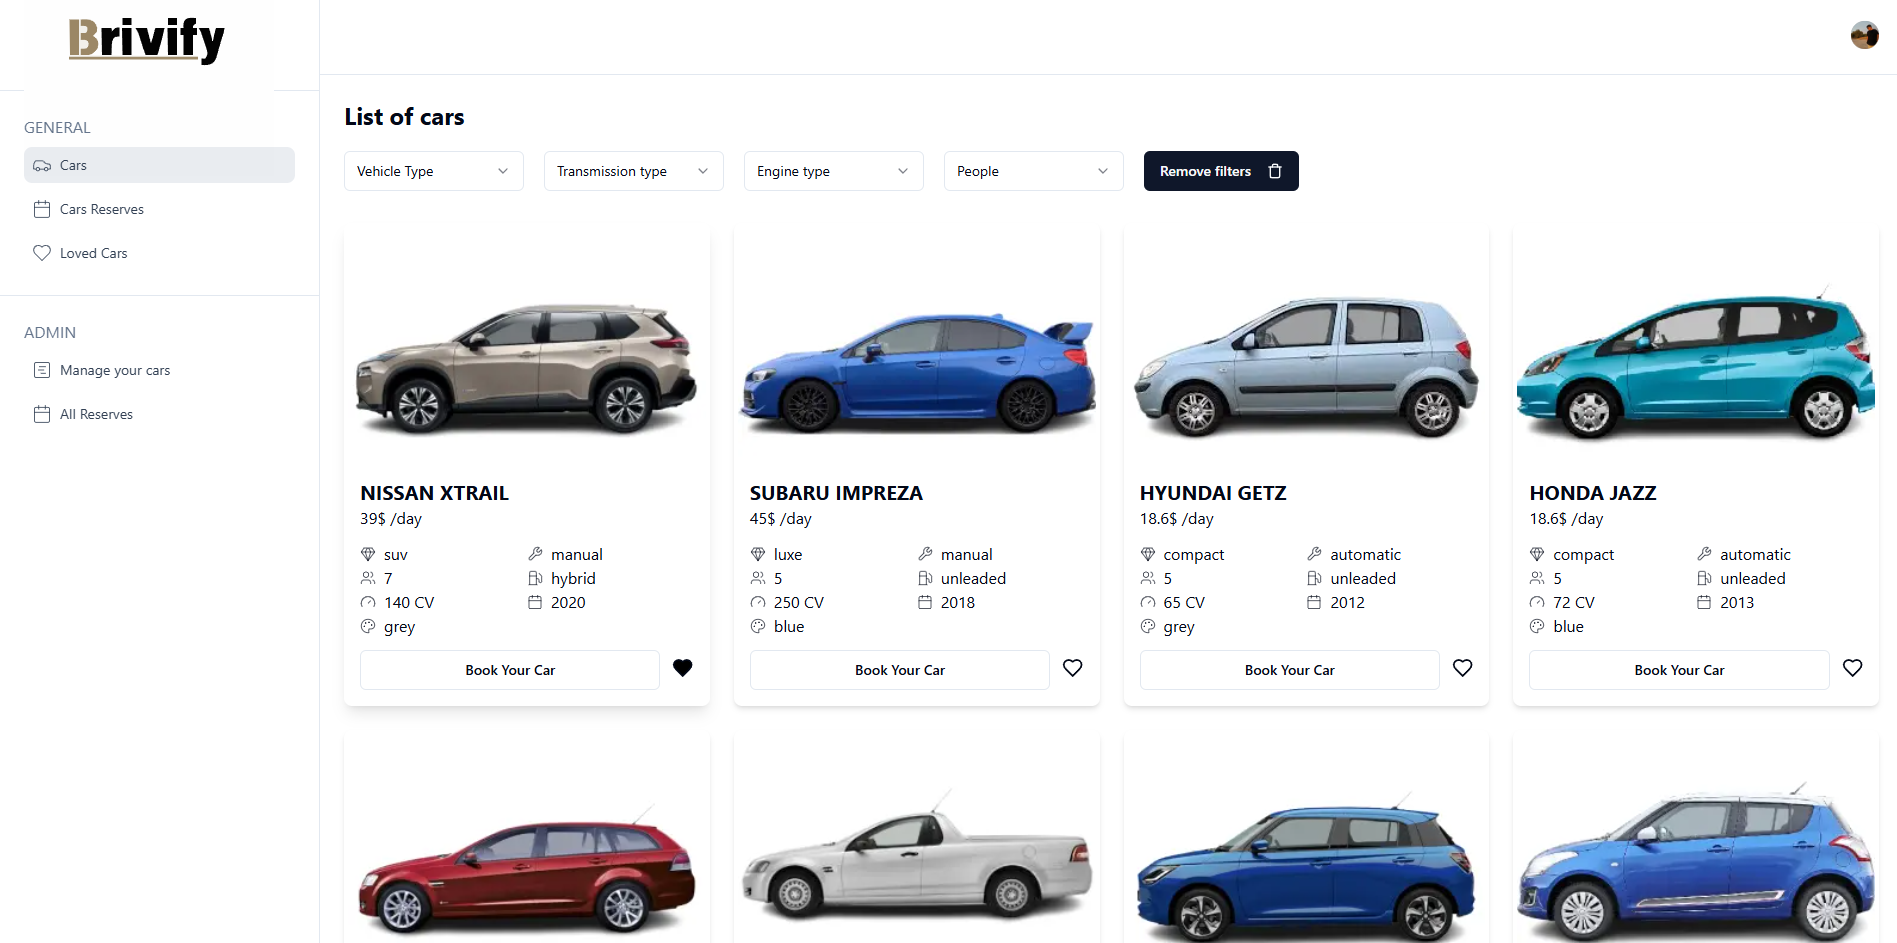 Brivify
GENERAL
Cars
Cars Reserves
Loved Cars
ADMIN
Manage your cars
All Reserves
List of cars
Vehicle Type
Transmission type
Engine type
People
Remove filters
NISSAN XTRAIL
39$ /day
suv manual
7 hybrid
140 CV 2020
grey
Book Your Car
SUBARU IMPREZA
45$ /day
luxe manual
5 unleaded
250 CV 2018
blue
Book Your Car
HYUNDAI GETZ
18.6$ /day
compact automatic
5 unleaded
65 CV 2012
grey
Book Your Car
HONDA JAZZ
18.6$ /day
compact automatic
5 unleaded
72 CV 2013
blue
Book Your Car